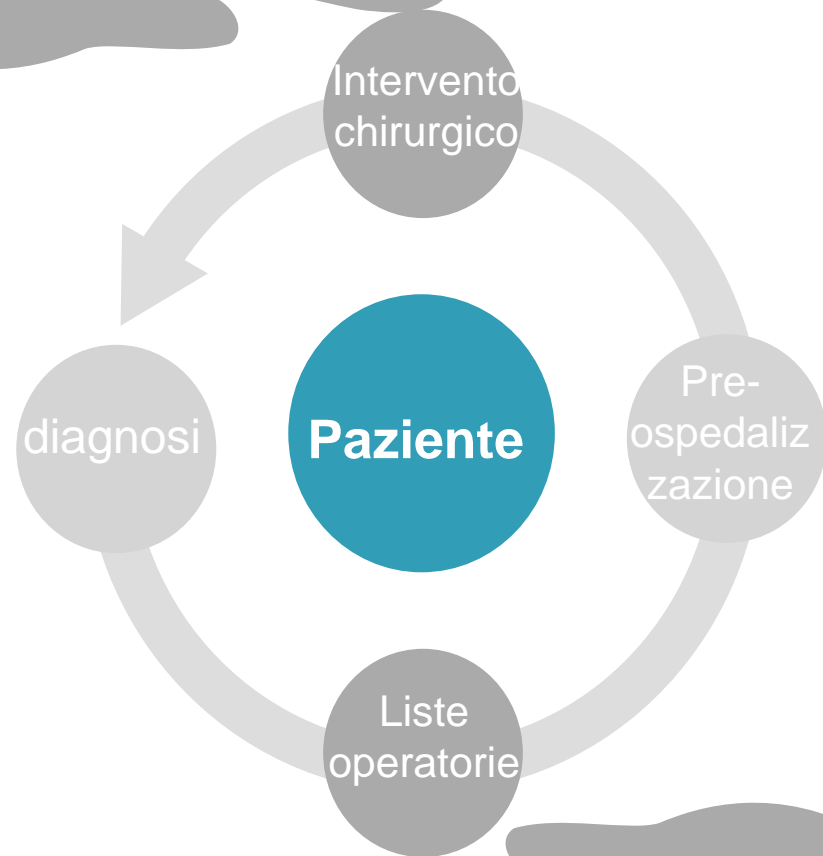 Intervento
chirurgico
Pre-
ospedaliz
zazione
diagnosi
Paziente
Liste
operatorie